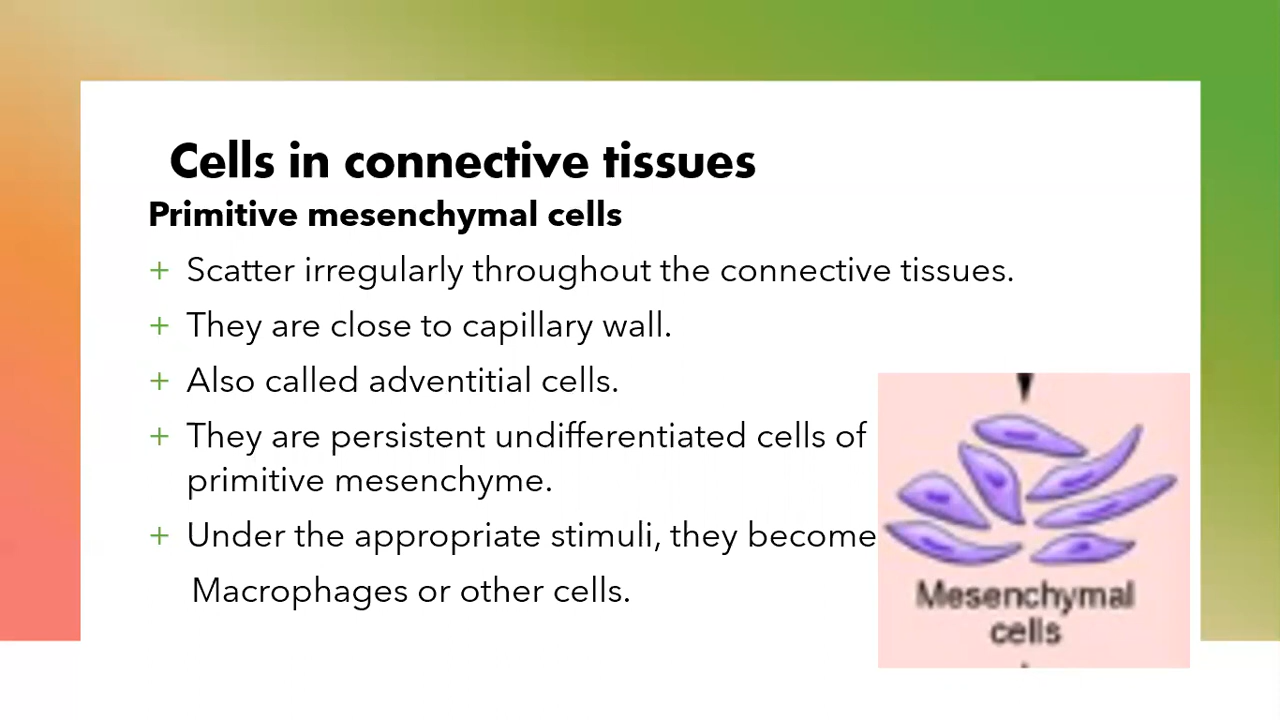 Cells in connective tissues
Primitive mesenchymal cells
+ Scatter irregularly throughout the connective tissues.
+ They are close to capillary wall.
+ Also called adventitial cells.
+ They are persistent undifferentiated cells of
primitive mesenchyme.
+ Under the appropriate stimuli, they become
Macrophages or other cells.
Mesenchymal
cells